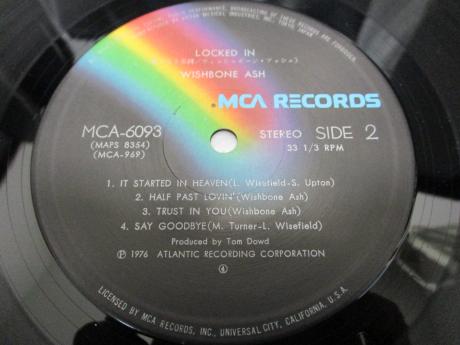 LOCKED IN
WISHBONE ASH
MCA RECORDS
MCA-6093
(MAPS 8354)
(MCA-969)
STEREO SIDE 2
33 1/3 RPM
1. IT STARTED IN HEAVEN(L. Wisefield-S. Upton)
2. HALF PAST LOVIN'(Wishbone Ash)
3. TRUST IN YOU(Wishbone Ash)
4. SAY GOODBYE(M. Turner-L. Wisefield)
Produced by Tom Dowd
Ⓟ 1976 ATLANTIC RECORDING CORPORATION
④
LICENSED BY MCA RECORDS, INC., UNIVERSAL CITY, CALIFORNIA, U.S.A.